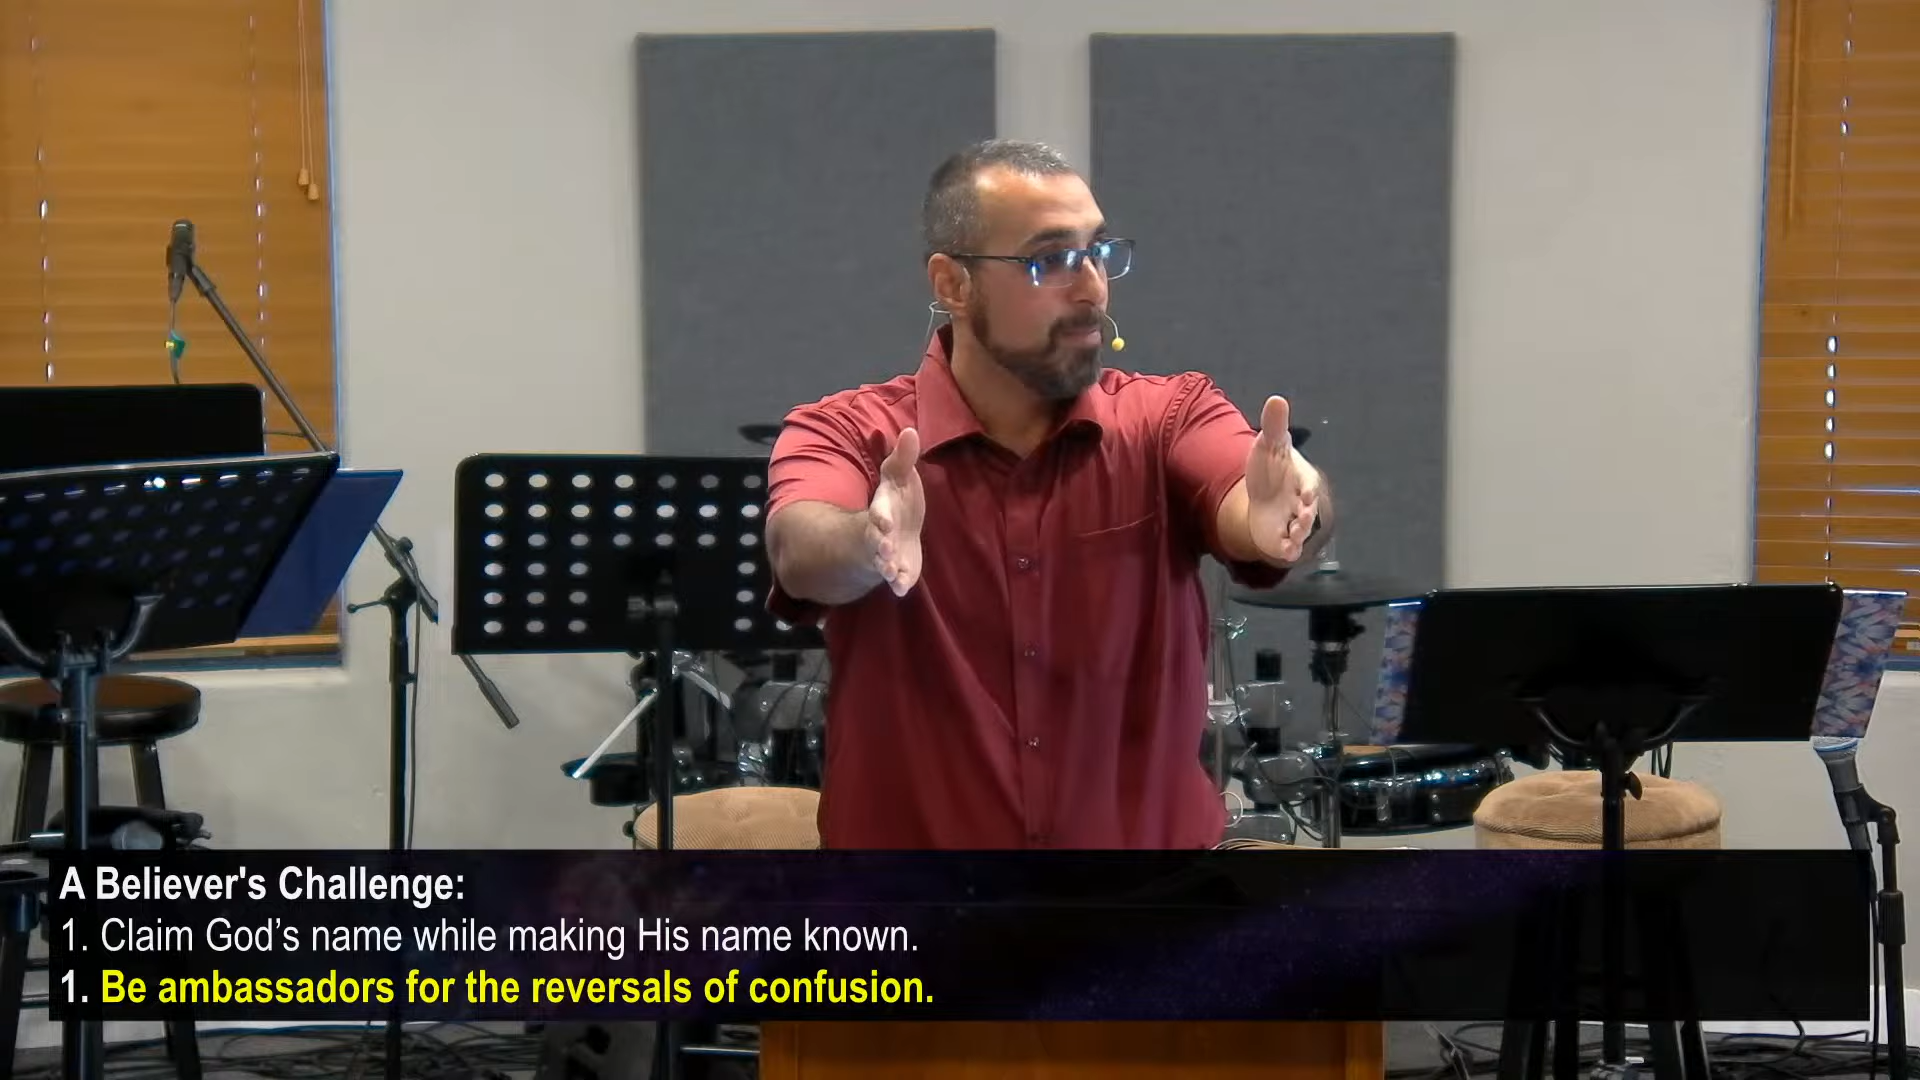 A Believer's Challenge:
1. Claim God’s name while making His name known.
1. Be ambassadors for the reversals of confusion.